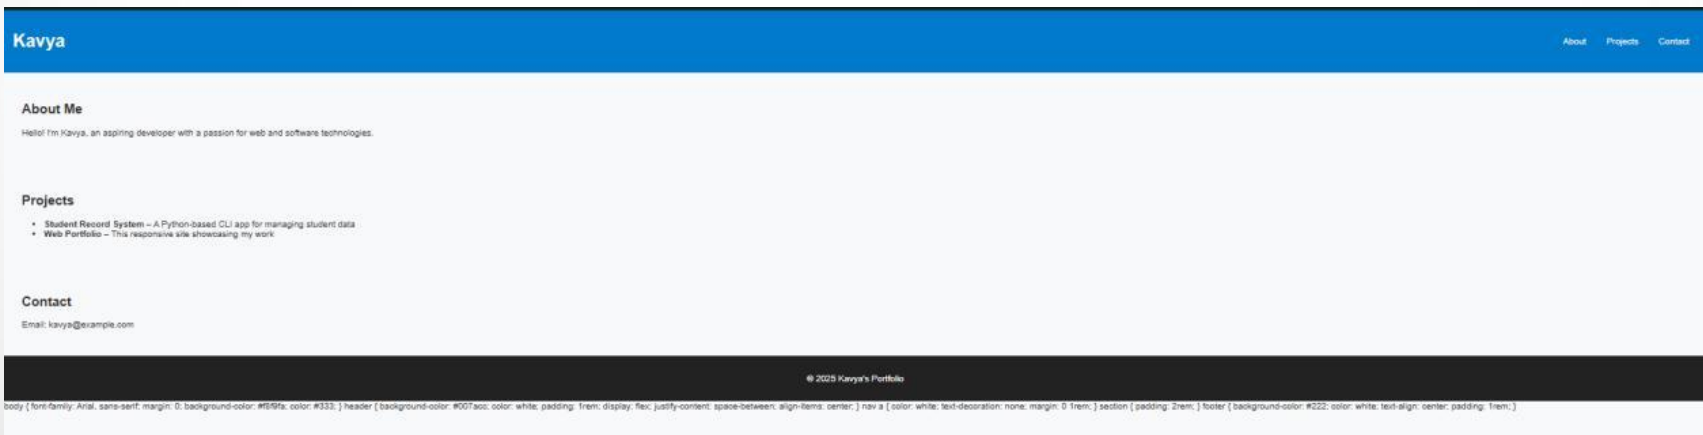 Kavya
About Projects Contact
About Me
Hello! I'm Kavya, an aspiring developer with a passion for web and software technologies.
Projects
• Student Record System – A Python-based CLI app for managing student data
• Web Portfolio – This responsive site showcasing my work
Contact
Email: kavya@example.com
© 2025 Kavya's Portfolio
body { font-family: Arial, sans-serif; margin: 0; background-color: #f8f9fa; color: #333; } header { background-color: #007acc; color: white; padding: 1rem; display: flex; justify-content: space-between; align-items: center; } nav a { color: white; text-decoration: none; margin: 0 1rem; } section { padding: 2rem; } footer { background-color: #222; color: white; text-align: center; padding: 1rem; }